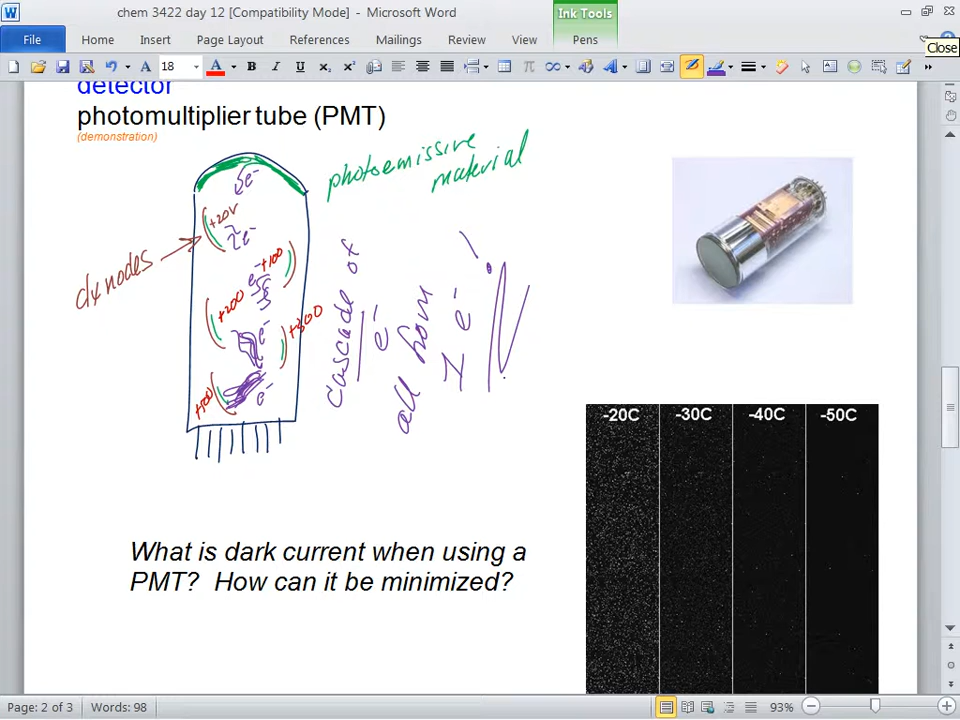 chem 3422 day 12 [Compatibility Mode] - Microsoft Word
Ink Tools
File Home Insert Page Layout References Mailings Review View Pens
Close
18
detector
photomultiplier tube (PMT)
(demonstration)
photoemissive
material
e-
+20V
e-
dynodes
+100
e-
+200
+300
e-
e-
cascade of
e-
all from
1 e-
!
-20C -30C -40C -50C
What is dark current when using a
PMT? How can it be minimized?
Page: 2 of 3 Words: 98 93%